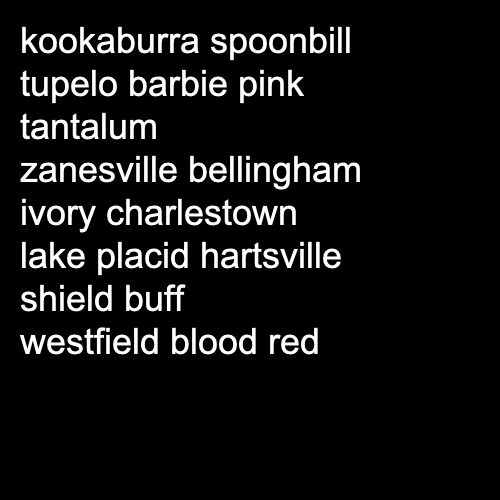 kookaburra spoonbill
tupelo barbie pink
tantalum
zanesville bellingham
ivory charlestown
lake placid hartsville
shield buff
westfield blood red